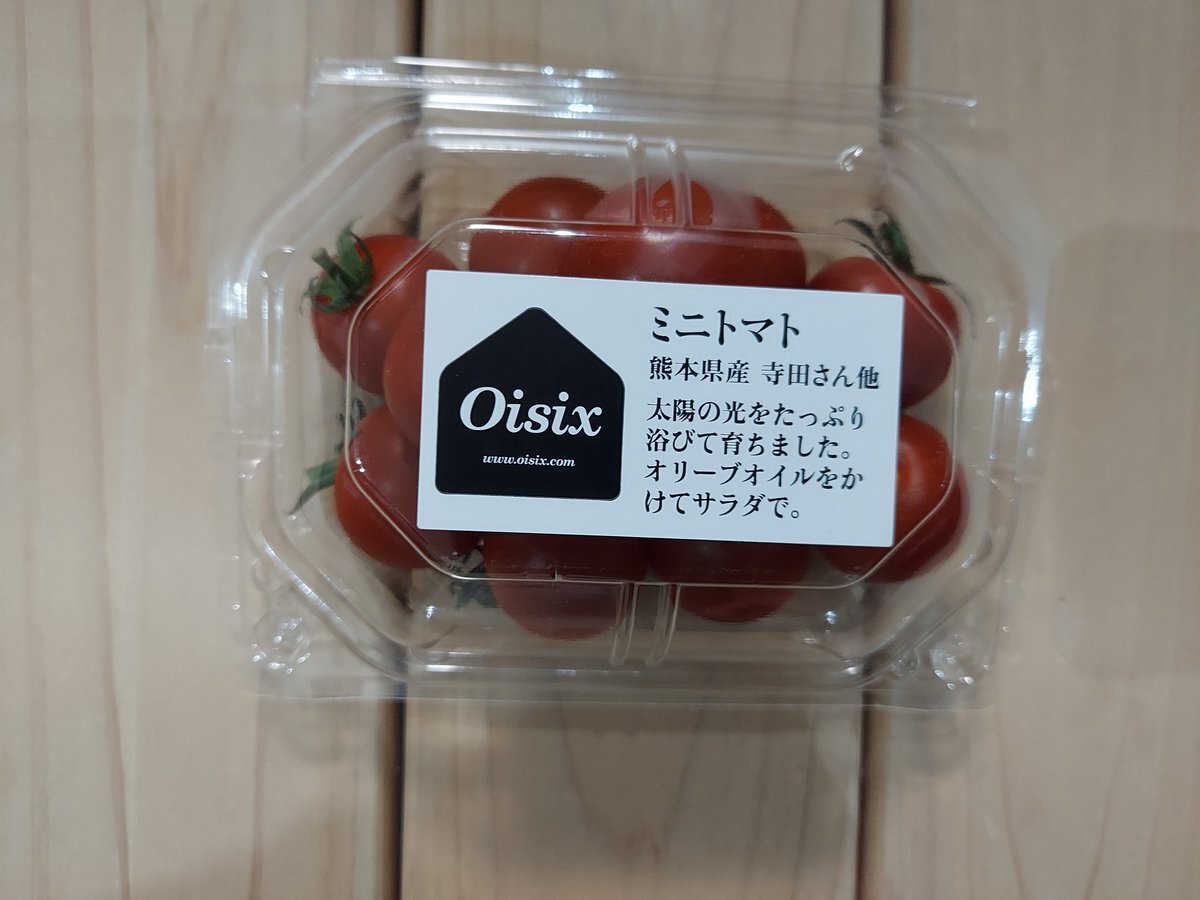 Oisix
www.oisix.com
ミニトマト
熊本県産 寺田さん他
太陽の光をたっぷり
浴びて育ちました。
オリーブオイルをか
けてサラダで。